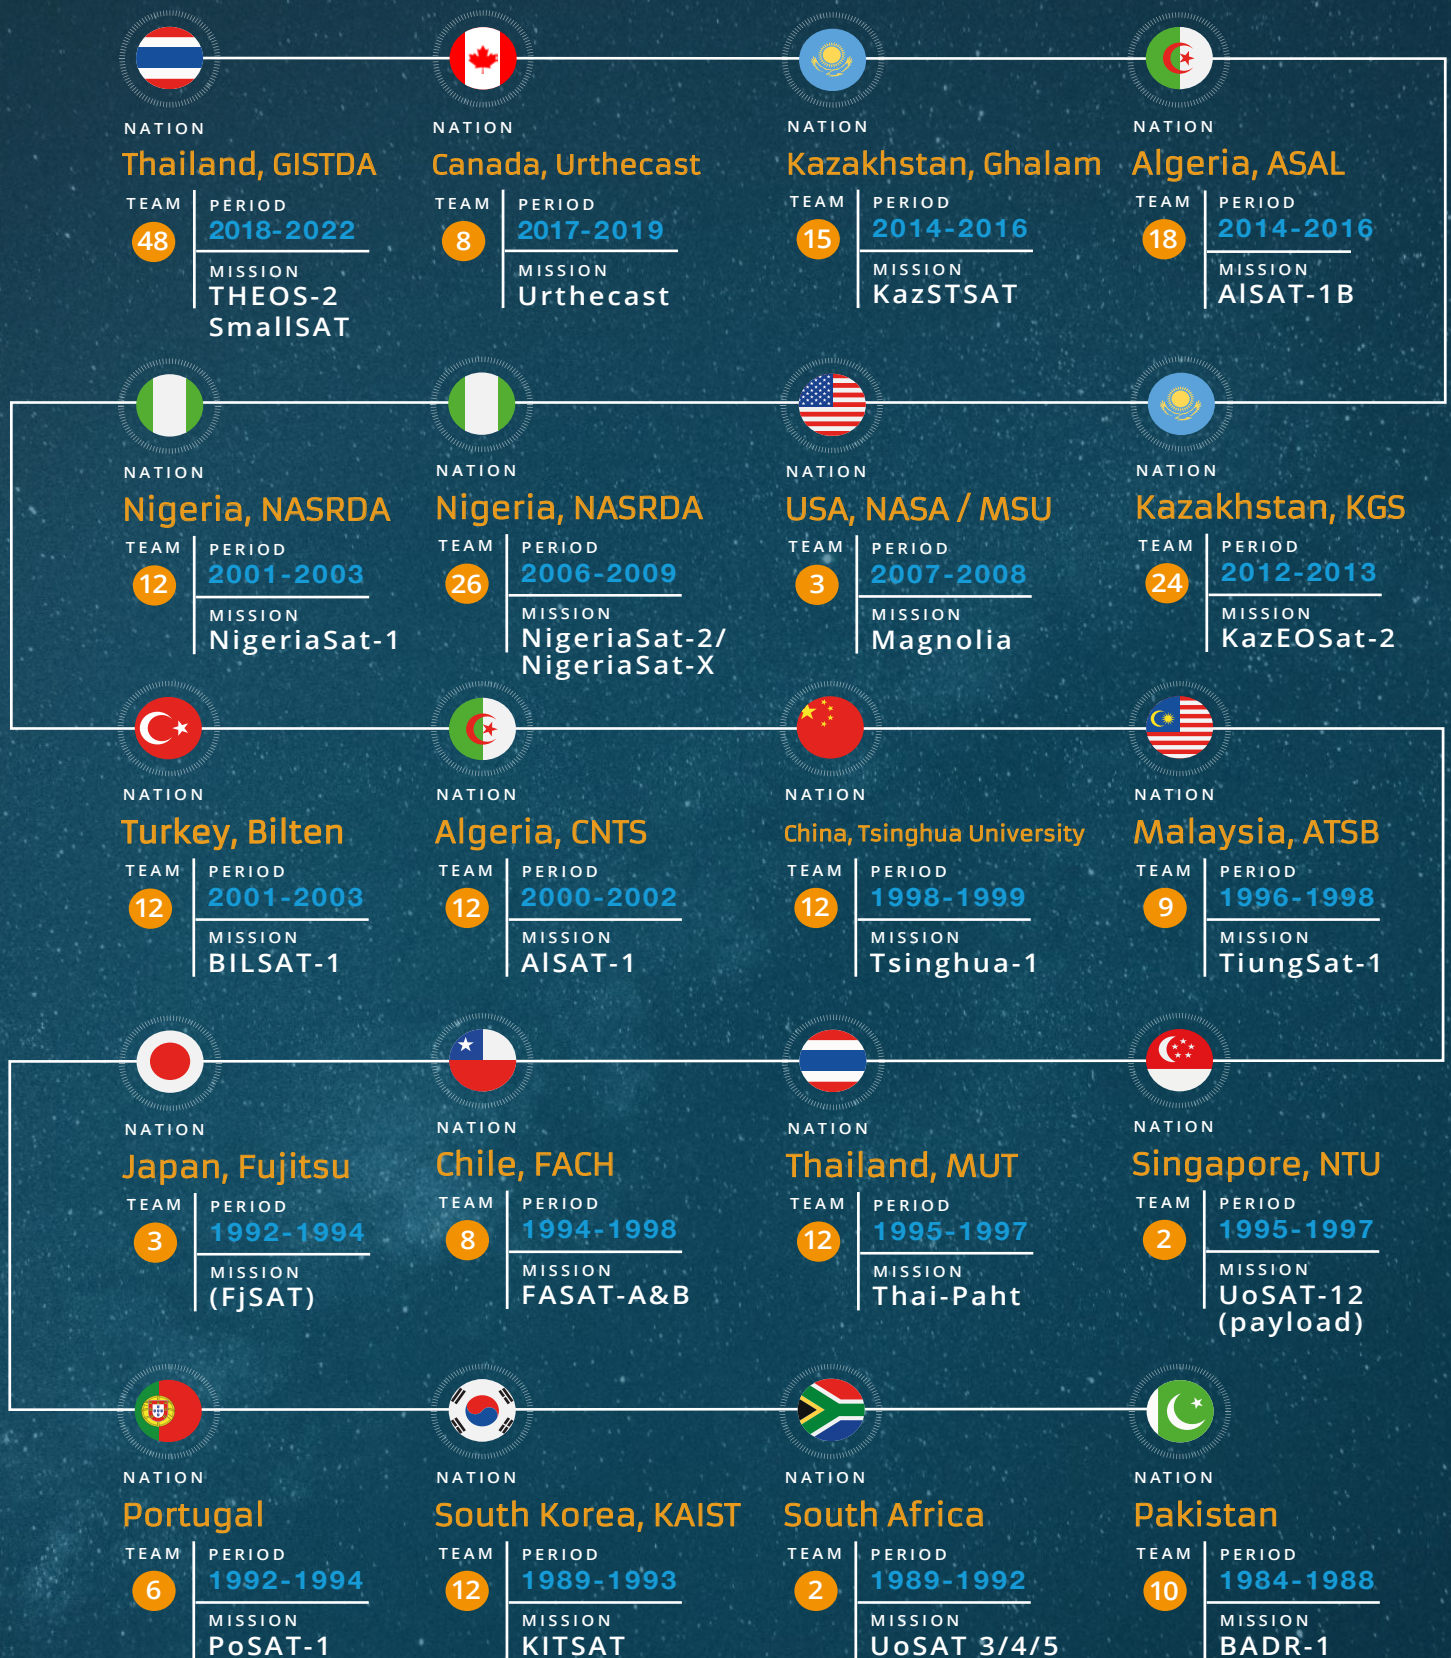 NATION
Thailand, GISTDA
TEAM
48
PERIOD
2018-2022
MISSION
THEOS-2
SmallSAT
NATION
Canada, Urthecast
TEAM
8
PERIOD
2017-2019
MISSION
Urthecast
NATION
Kazakhstan, Ghalam
TEAM
15
PERIOD
2014-2016
MISSION
KazSTSAT
NATION
Algeria, ASAL
TEAM
18
PERIOD
2014-2016
MISSION
AlSAT-1B
NATION
Nigeria, NASRDA
TEAM
12
PERIOD
2001-2003
MISSION
NigeriaSat-1
NATION
Nigeria, NASRDA
TEAM
26
PERIOD
2006-2009
MISSION
NigeriaSat-2/
NigeriaSat-X
NATION
USA, NASA / MSU
TEAM
3
PERIOD
2007-2008
MISSION
Magnolia
NATION
Kazakhstan, KGS
TEAM
24
PERIOD
2012-2013
MISSION
KazEOSat-2
NATION
Turkey, Bilten
TEAM
12
PERIOD
2001-2003
MISSION
BILSAT-1
NATION
Algeria, CNTS
TEAM
12
PERIOD
2000-2002
MISSION
AlSAT-1
NATION
China, Tsinghua University
TEAM
12
PERIOD
1998-1999
MISSION
Tsinghua-1
NATION
Malaysia, ATSB
TEAM
9
PERIOD
1996-1998
MISSION
TiungSat-1
NATION
Japan, Fujitsu
TEAM
3
PERIOD
1992-1994
MISSION
(FjSAT)
NATION
Chile, FACH
TEAM
8
PERIOD
1994-1998
MISSION
FASAT-A&B
NATION
Thailand, MUT
TEAM
12
PERIOD
1995-1997
MISSION
Thai-Paht
NATION
Singapore, NTU
TEAM
2
PERIOD
1995-1997
MISSION
UoSAT-12
(payload)
NATION
Portugal
TEAM
6
PERIOD
1992-1994
MISSION
PoSAT-1
NATION
South Korea, KAIST
TEAM
12
PERIOD
1989-1993
MISSION
KITSAT
NATION
South Africa
TEAM
2
PERIOD
1989-1992
MISSION
UoSAT 3/4/5
NATION
Pakistan
TEAM
10
PERIOD
1984-1988
MISSION
BADR-1